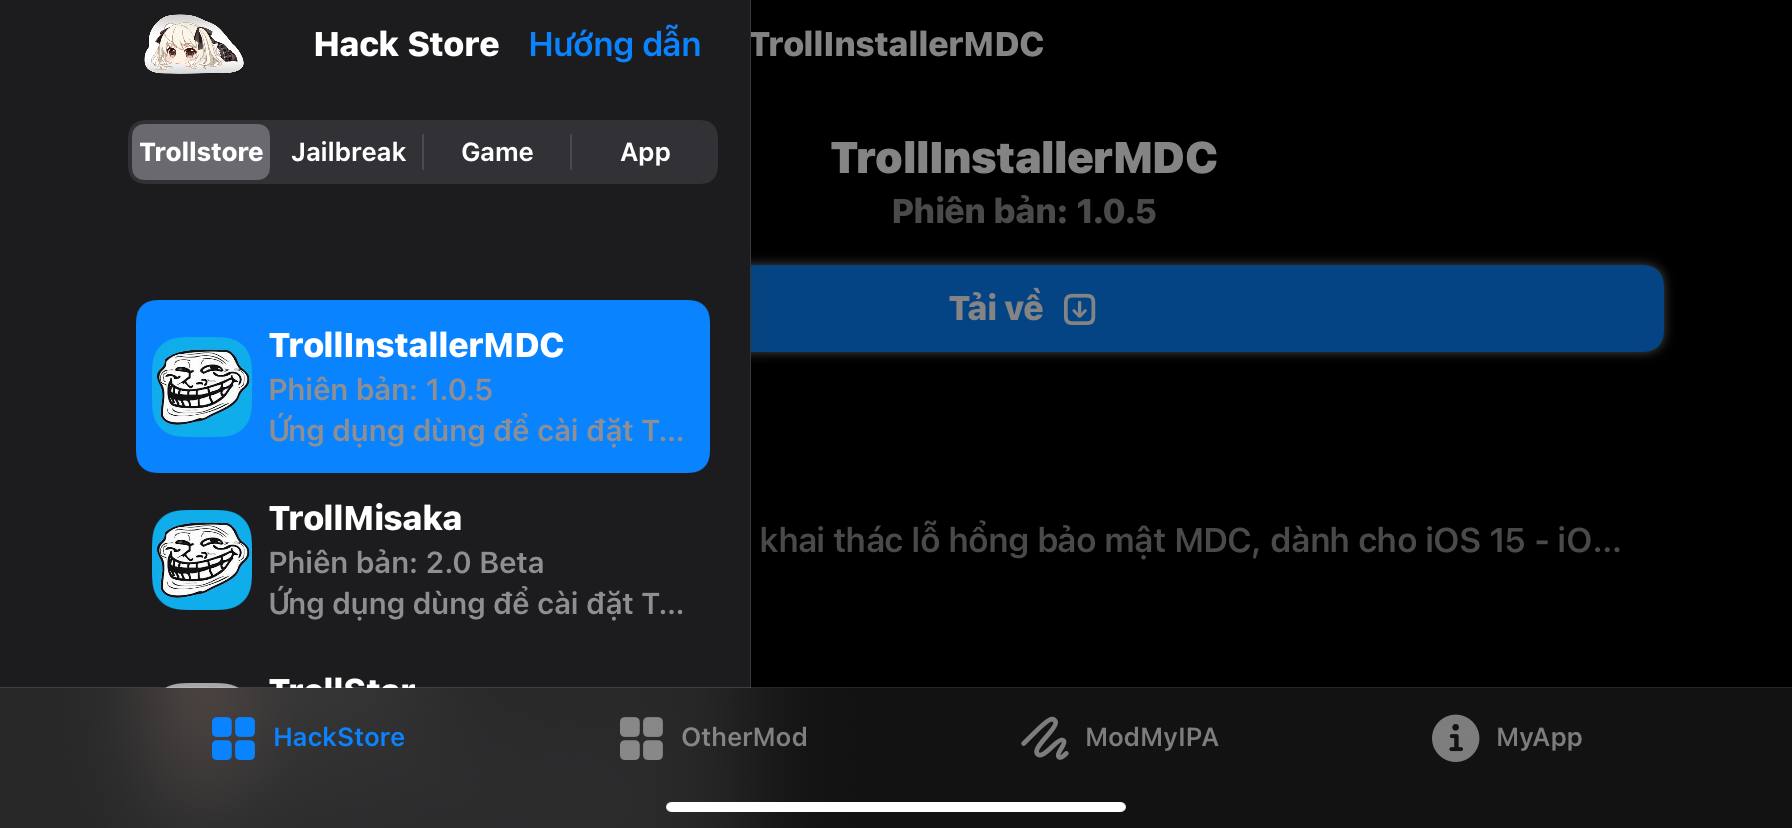 Hack Store
Hướng dẫn
Trollstore
Jailbreak
Game
App
TrollInstallerMDC
Phiên bản: 1.0.5
Ứng dụng dùng để cài đặt T...
TrollMisaka
Phiên bản: 2.0 Beta
Ứng dụng dùng để cài đặt T...
TrollStar
TrollInstallerMDC
TrollInstallerMDC
Phiên bản: 1.0.5
Tải về
khai thác lỗ hổng bảo mật MDC, dành cho iOS 15 - iO...
HackStore
OtherMod
ModMyIPA
MyApp